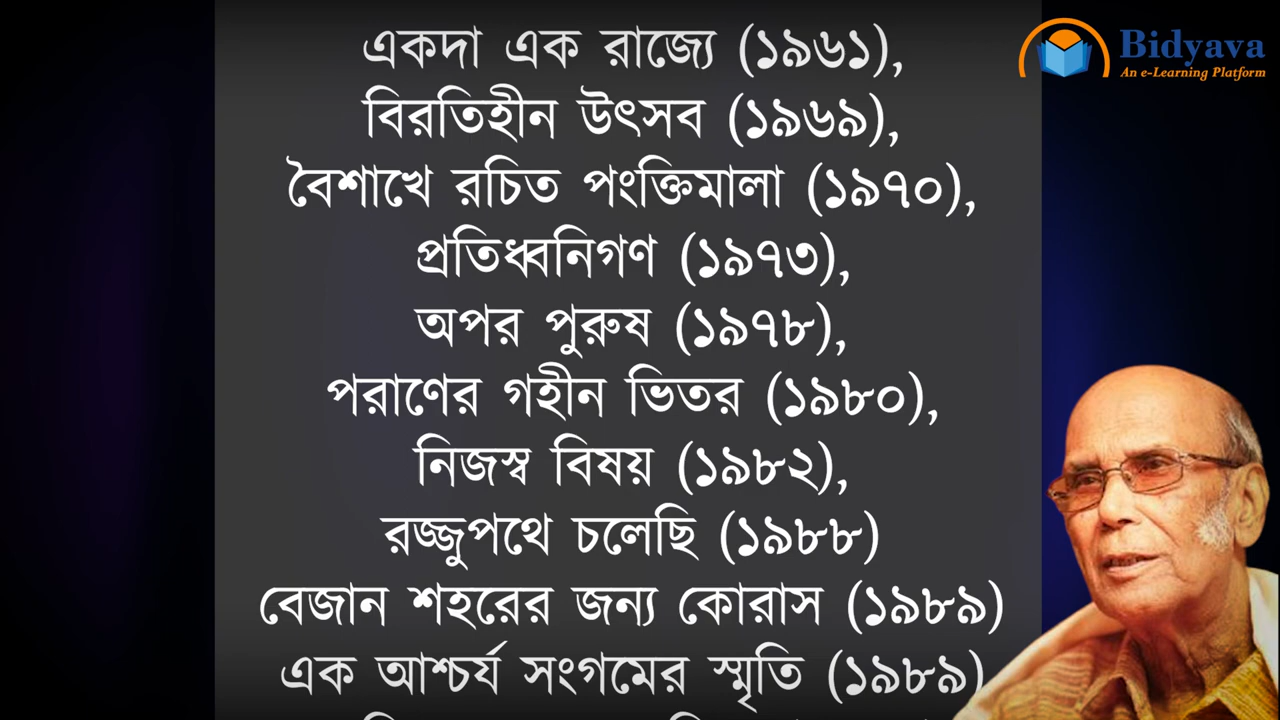 একদা এক রাজ্যে (১৯৬১),
বিরতিহীন উৎসব (১৯৬৯),
বৈশাখে রচিত পংক্তিমালা (১৯৭০),
প্রতিধ্বনিগণ (১৯৭৩),
অপর পুরুষ (১৯৭৮),
পরাণের গহীন ভিতর (১৯৮০),
নিজস্ব বিষয় (১৯৮২),
রজ্জুপথে চলেছি (১৯৮৮)
বেজান শহরের জন্য কোরাস (১৯৮৯)
এক আশ্চর্য সংগমের স্মৃতি (১৯৮৯)
Bidyava
An e-Learning Platform